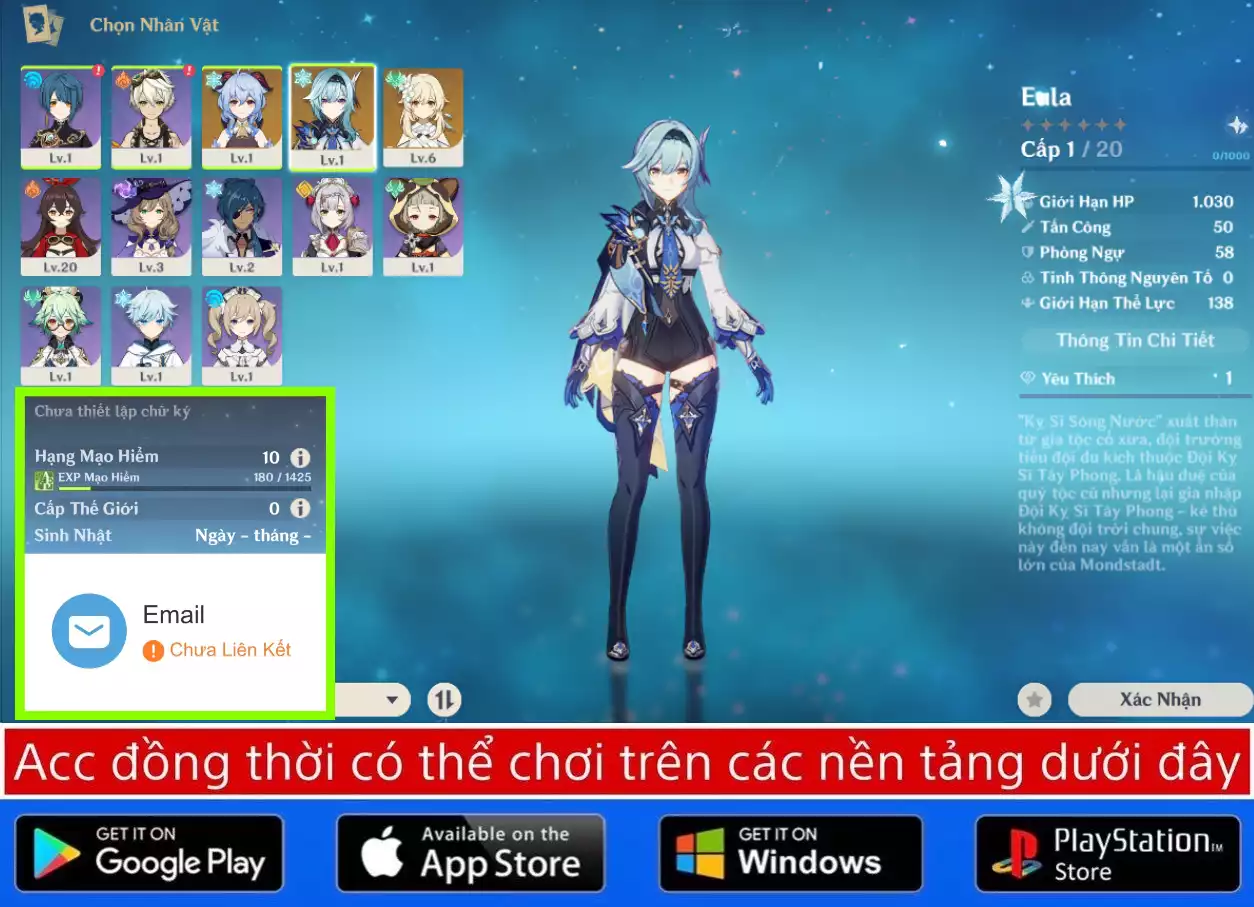 Chọn Nhân Vật
Lv.1
Lv.1
Lv.1
Lv.1
Lv.6
Lv.20
Lv.3
Lv.2
Lv.1
Lv.1
Lv.1
Lv.1
Lv.1
Chưa thiết lập chữ ký
Hạng Mạo Hiểm 10
EXP Mạo Hiểm 180 / 1425
Cấp Thế Giới 0
Sinh Nhật Ngày - tháng -
Email
Chưa Liên Kết
Eula
Cấp 1 / 20
0/1000
Giới Hạn HP 1.030
Tấn Công 50
Phòng Ngự 58
Tinh Thông Nguyên Tố 0
Giới Hạn Thể Lực 138
Thông Tin Chi Tiết
Yêu Thích 1
"Kỵ Sĩ Sóng Nước" xuất thân
từ gia tộc cổ xưa, đội trưởng
tiểu đội du kích thuộc Đội Kỵ
Sĩ Tây Phong. Là hậu duệ của
quý tộc cũ nhưng lại gia nhập
Đội Kỵ Sĩ Tây Phong - kẻ thù
không đội trời chung, sự việc
này đến nay vẫn là một ẩn số
lớn của Mondstadt.
Xác Nhận
Acc đồng thời có thể chơi trên các nền tảng dưới đây
GET IT ON
Google Play
Available on the
App Store
GET IT ON
Windows
PlayStation™
Store